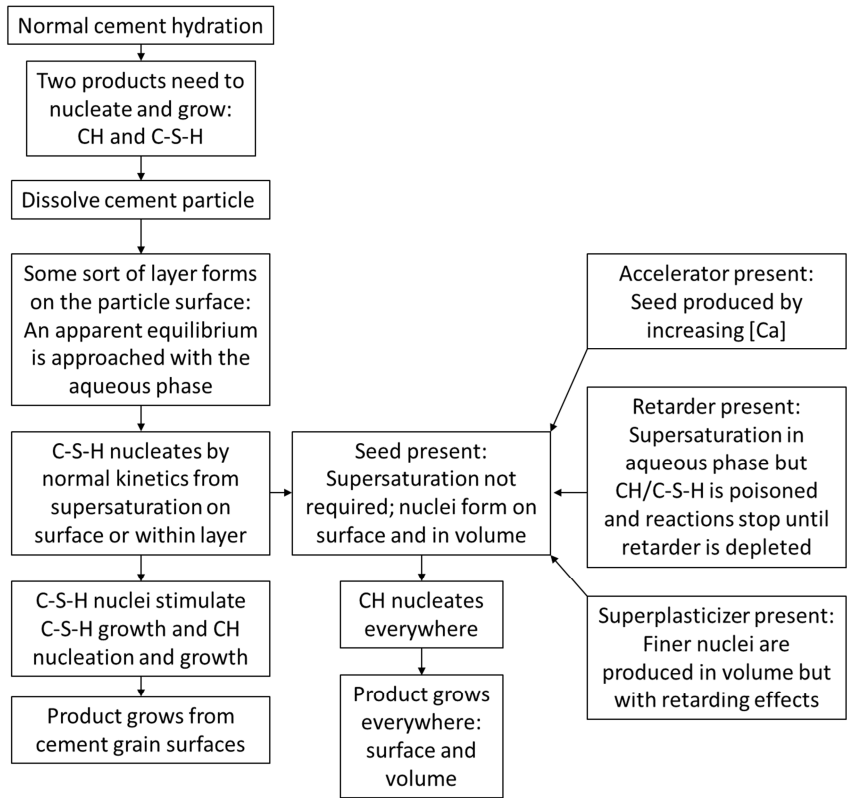 Normal cement hydration
Two products need to
nucleate and grow:
CH and C-S-H
Dissolve cement particle
Some sort of layer forms
on the particle surface:
An apparent equilibrium
is approached with the
aqueous phase
C-S-H nucleates by
normal kinetics from
supersaturation on
surface or within layer
C-S-H nuclei stimulate
C-S-H growth and CH
nucleation and growth
Product grows from
cement grain surfaces
Seed present:
Supersaturation not
required; nuclei form on
surface and in volume
CH nucleates
everywhere
Product grows
everywhere:
surface and
volume
Accelerator present:
Seed produced by
increasing [Ca]
Retarder present:
Supersaturation in
aqueous phase but
CH/C-S-H is poisoned
and reactions stop until
retarder is depleted
Superplasticizer present:
Finer nuclei are
produced in volume but
with retarding effects